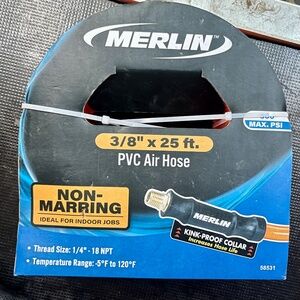 MERLIN™
MAX. PSI
3/8" x 25 ft.
PVC Air Hose
NON-
MARRING
IDEAL FOR INDOOR JOBS
MERLIN
KINK-PROOF COLLAR
Increases Hose Life
• Thread Size: 1/4" - 18 NPT
• Temperature Range: -5°F to 120°F
58531